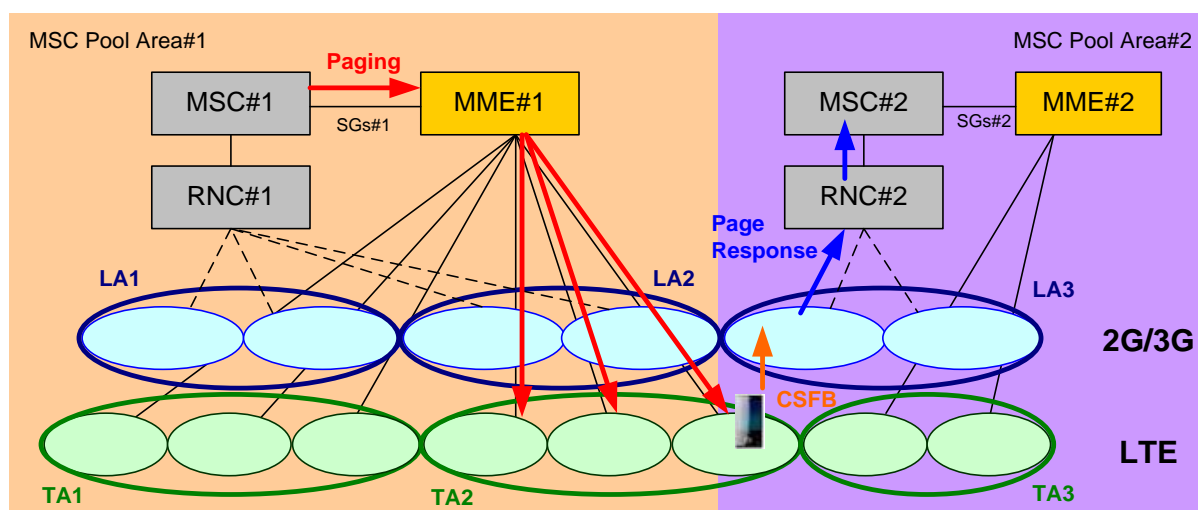 MSC Pool Area#1
MSC Pool Area#2
Paging
MSC#1
MME#1
MSC#2
MME#2
SGs#1
SGs#2
RNC#1
RNC#2
Page
Response
LA1
LA2
LA3
2G/3G
CSFB
LTE
TA1
TA2
TA3